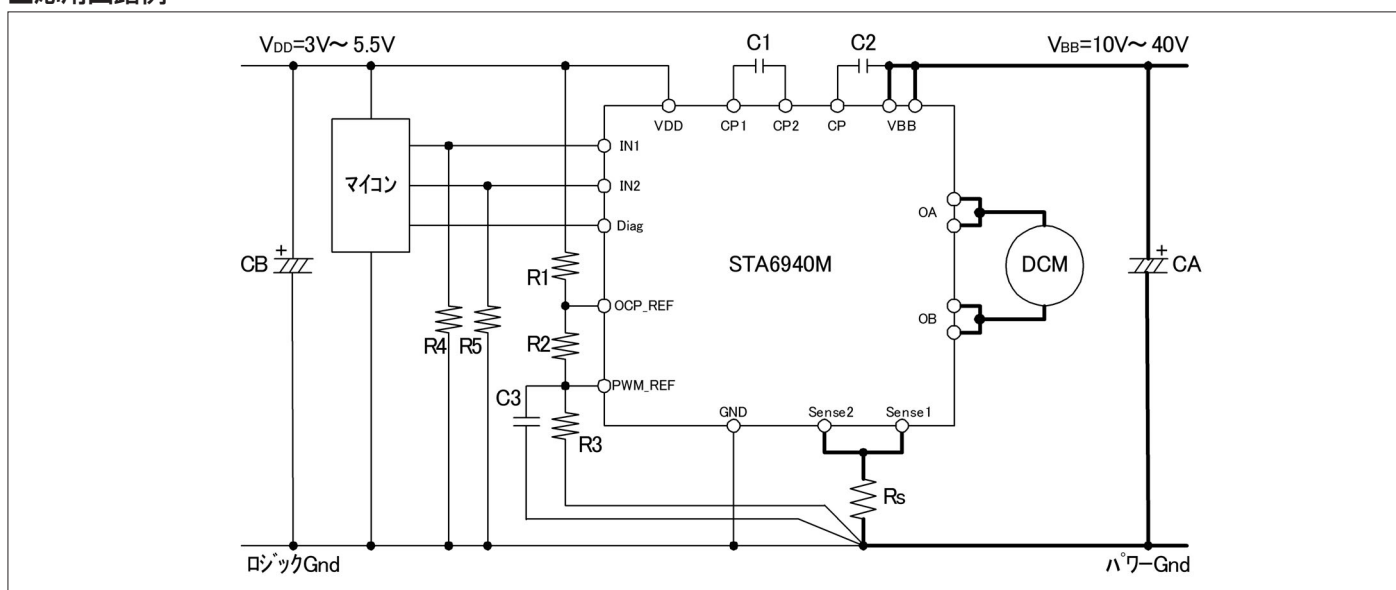 VDD=3V～ 5.5V
C1
C2
VBB=10V～ 40V
VDD
CP1
CP2
CP
VBB
マイコン
IN1
IN2
Diag
OA
CB
+
R1
STA6940M
DCM
+
CA
OCP_REF
OB
R4
R5
R2
C3
PWM_REF
R3
GND
Sense2
Sense1
Rs
ロジックGnd
パワーGnd